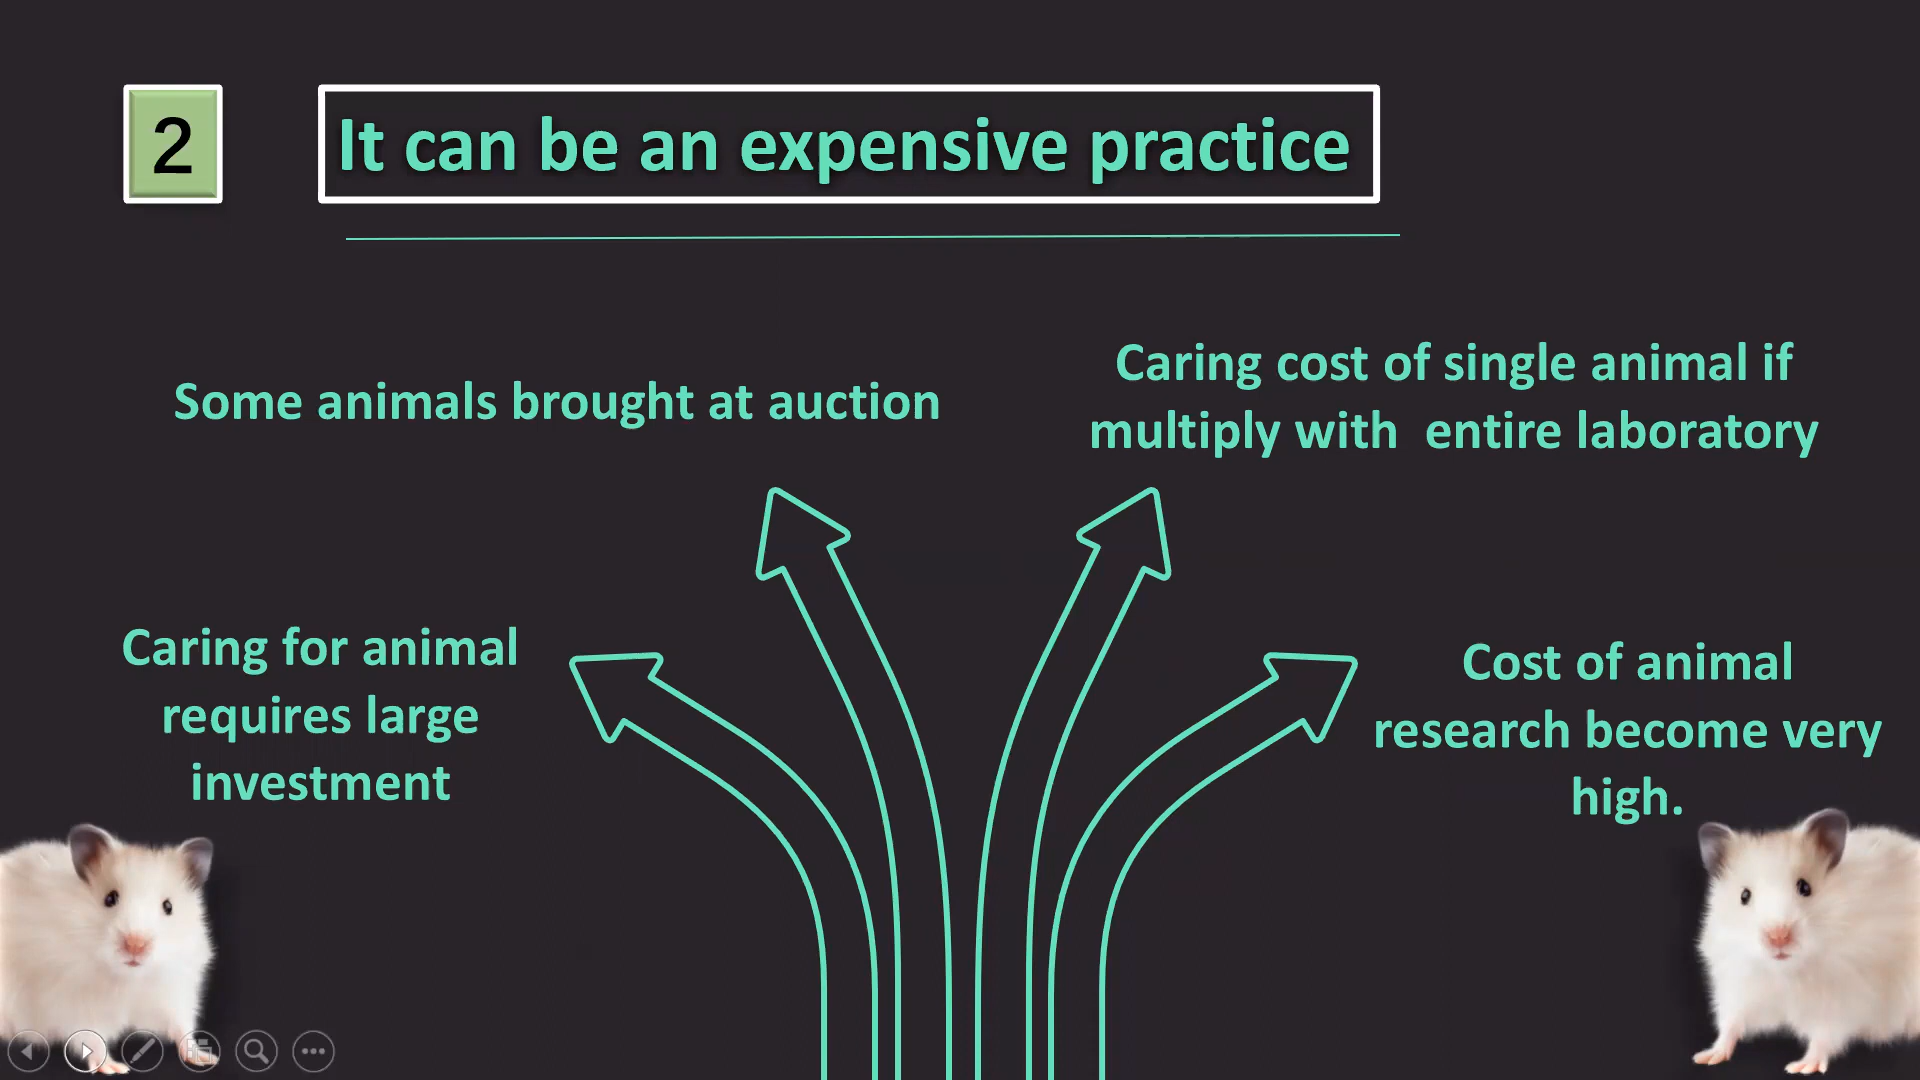 2
It can be an expensive practice
Some animals brought at auction
Caring cost of single animal if
multiply with entire laboratory
Caring for animal
requires large
investment
Cost of animal
research become very
high.